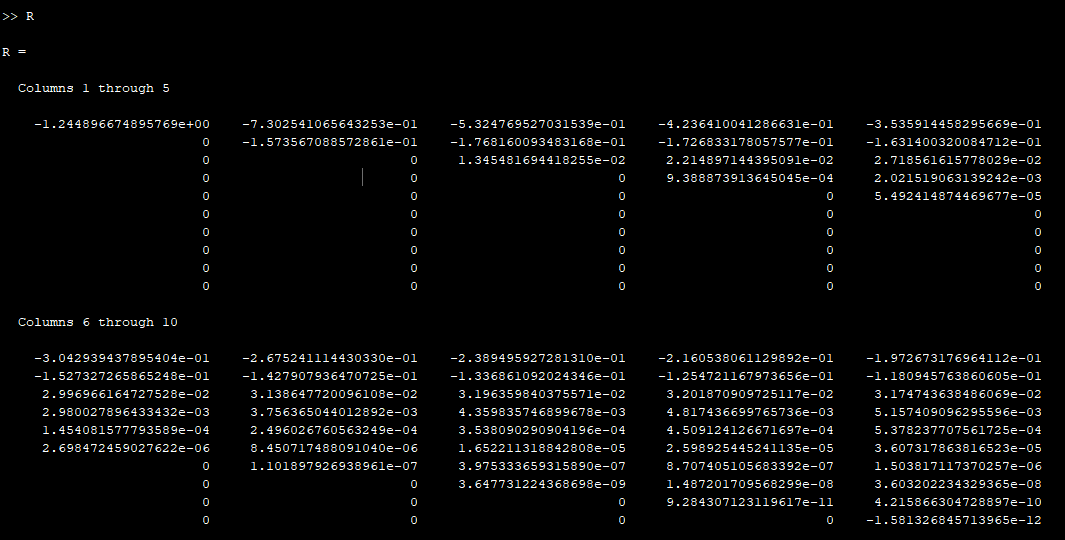 >> R
R =
Columns 1 through 5
-1.244896674895769e+00 -7.302541065643253e-01 -5.324769527031539e-01 -4.236410041286631e-01 -3.535914458295669e-01
0 -1.573567088572861e-01 -1.768160093483168e-01 -1.726833178057577e-01 -1.631400320084712e-01
0 0 1.345481694418255e-02 2.214897144395091e-02 2.718561615778029e-02
0 0 0 9.388873913645045e-04 2.021519063139242e-03
0 0 0 0 5.492414874469677e-05
0 0 0 0 0
0 0 0 0 0
0 0 0 0 0
0 0 0 0 0
0 0 0 0 0
Columns 6 through 10
-3.042939437895404e-01 -2.675241114430330e-01 -2.389495927281310e-01 -2.160538061129892e-01 -1.972673176964112e-01
-1.527327265865248e-01 -1.427907936470725e-01 -1.336861092024346e-01 -1.254721167973656e-01 -1.180945763860605e-01
2.996966164727528e-02 3.138647720096108e-02 3.196359840375571e-02 3.201870909725117e-02 3.174743638486069e-02
2.980027896433432e-03 3.756365044012892e-03 4.359835746899678e-03 4.817436699765736e-03 5.157409096295596e-03
1.454081577793589e-04 2.496026760563249e-04 3.538090290904196e-04 4.509124126671697e-04 5.378237707561725e-04
2.698472459027622e-06 8.450717488091040e-06 1.652211318842808e-05 2.598925445241135e-05 3.607317863816523e-05
0 1.101897926938961e-07 3.975333659315890e-07 8.707405105683392e-07 1.503817117370257e-06
0 0 3.647731224368698e-09 1.487201709568299e-08 3.603202234329365e-08
0 0 0 9.284307123119617e-11 4.215866304728897e-10
0 0 0 0 -1.581326845713965e-12